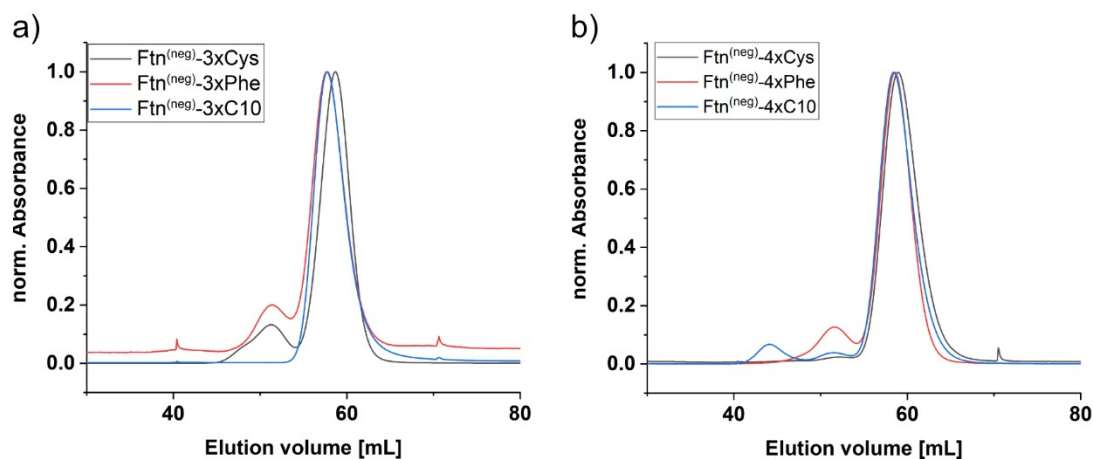 a)
Ftn(neg)-3xCys
Ftn(neg)-3xPhe
Ftn(neg)-3xC10
1.0
0.8
0.6
0.4
0.2
0.0
norm. Absorbance
40
60
80
Elution volume [mL]
b)
Ftn(neg)-4xCys
Ftn(neg)-4xPhe
Ftn(neg)-4xC10
1.0
0.8
0.6
0.4
0.2
0.0
norm. Absorbance
40
60
80
Elution volume [mL]